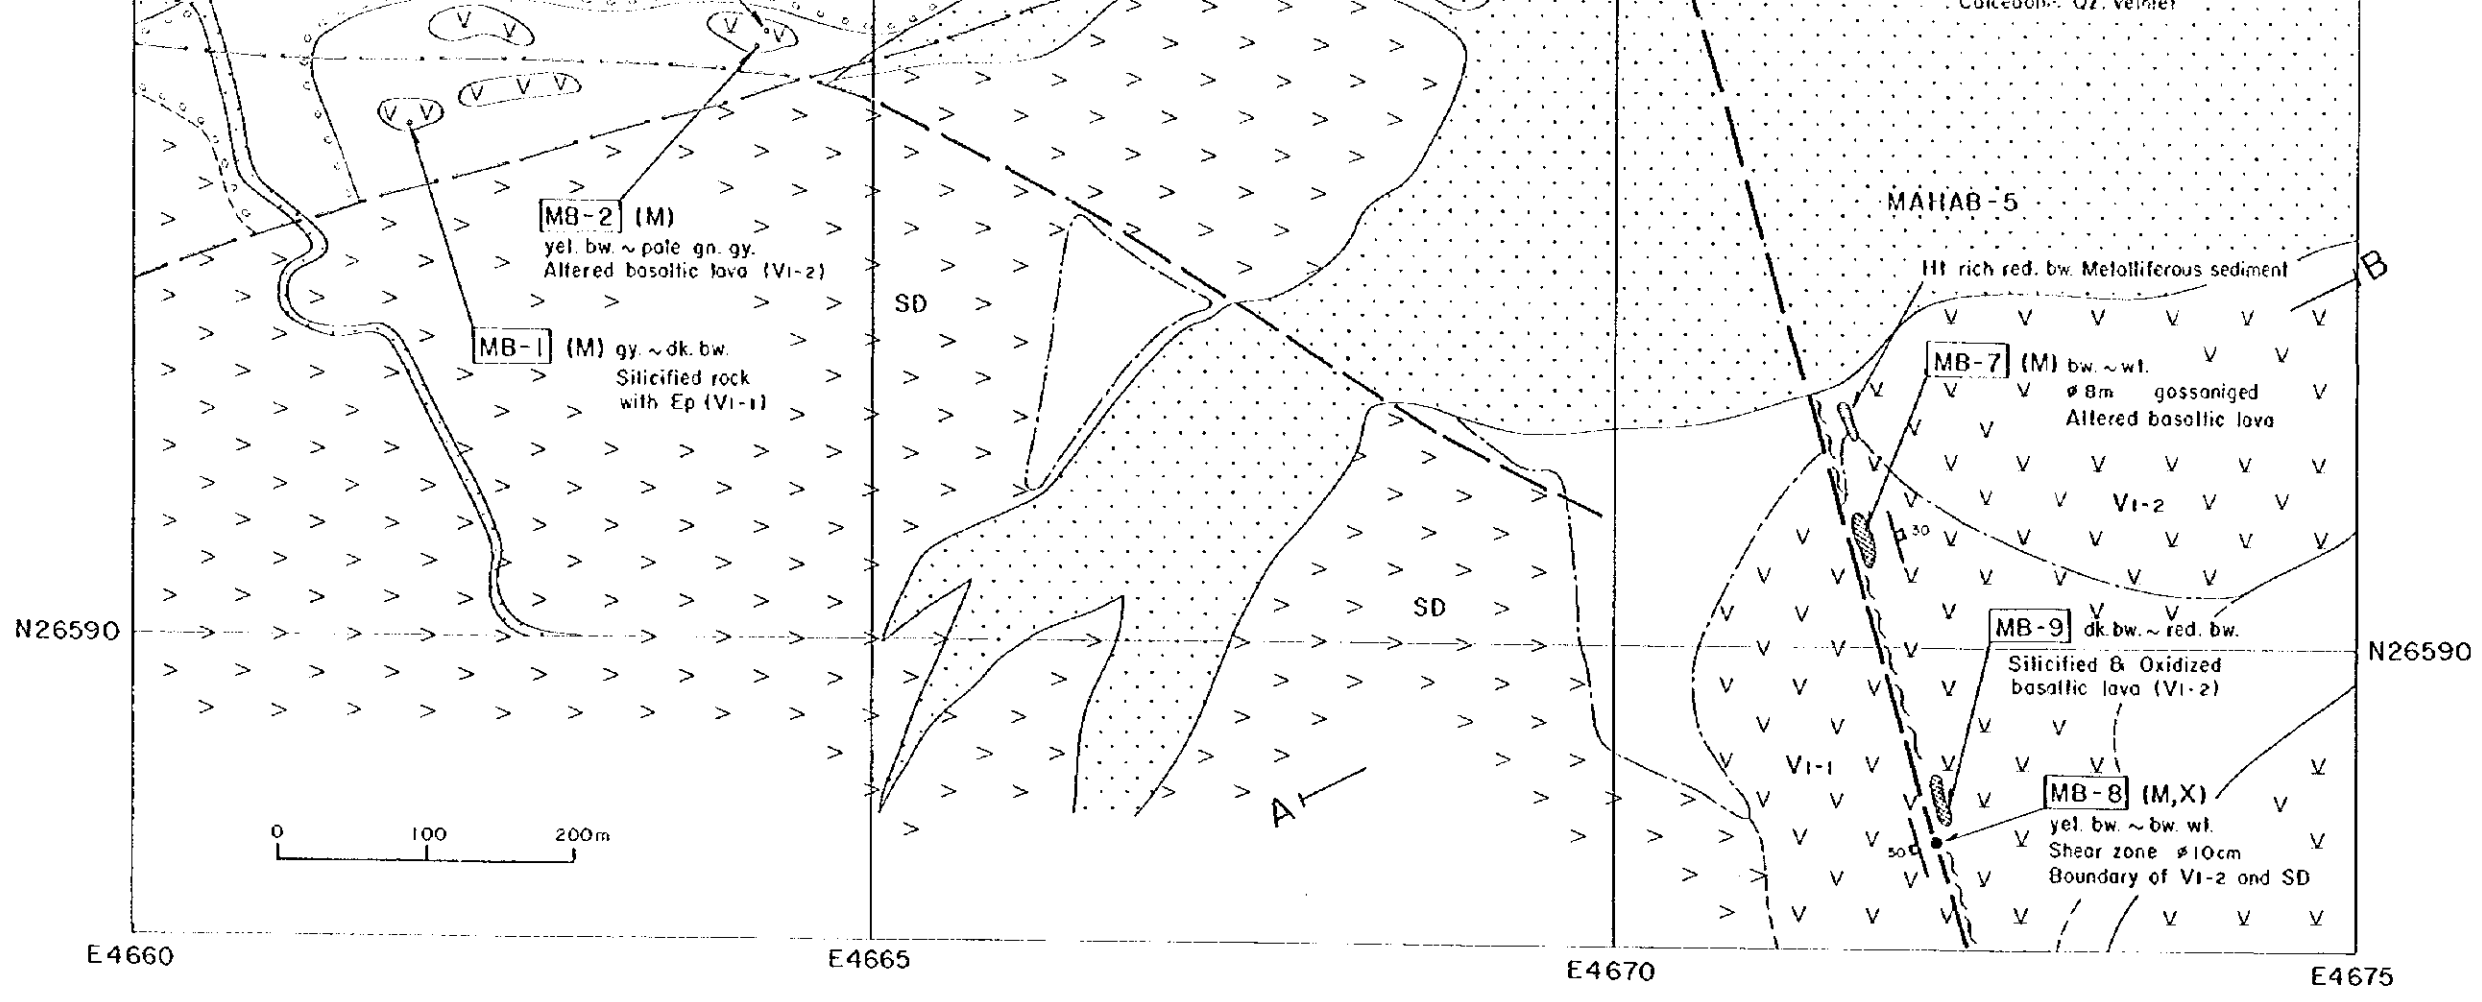 Qz. veinlet
MAHAB-5
MB-2 (M)
yel. bw. ~ pale gn. gy.
Altered basaltic lava (V1-2)
Ht rich red. bw. Metalliferous sediment
B
SD
MB-1 (M) gy. ~ dk. bw.
Silicified rock
with Ep (V1-1)
MB-7 (M) bw. ~ wt.
ø 8m gossaniged
Altered basaltic lava
V1-2
30
SD
N26590
MB-9 dk. bw. ~ red. bw.
N26590
Silicified & Oxidized
basaltic lava (V1-2)
V1-1
A
MB-8 (M,X)
yel. bw. ~ bw. wt.
Shear zone ø 10cm
50
Boundary of V1-2 and SD
0 100 200m
E4660
E4665
E4670
E4675